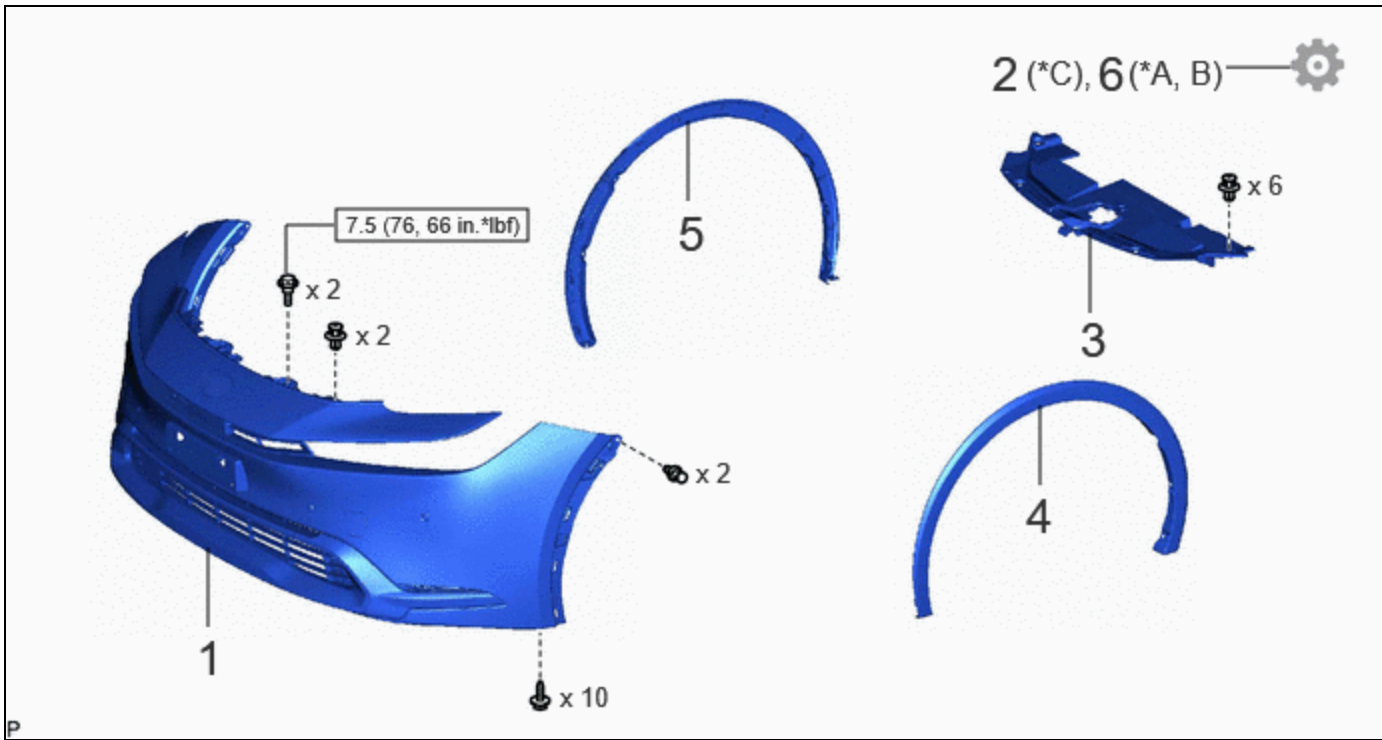 2 (*C), 6 (*A, B)
5
x 6
7.5 (76, 66 in.*lbf)
x 2
x 2
3
x 2
4
1
x 10
P